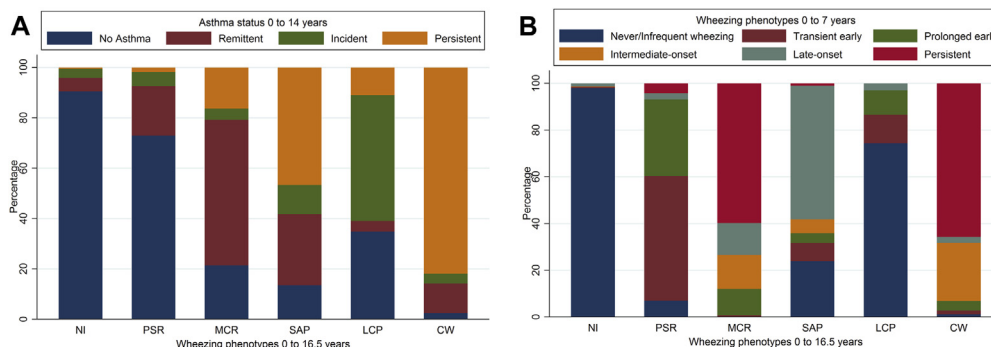 A
Asthma status 0 to 14 years
No Asthma Remittent Incident Persistent
Percentage
100
80
60
40
20
0
NI PSR MCR SAP LCP CW
Wheezing phenotypes 0 to 16.5 years
B
Wheezing phenotypes 0 to 7 years
Never/Infrequent wheezing Transient early Prolonged early
Intermediate-onset Late-onset Persistent
Percentage
100
80
60
40
20
0
NI PSR MCR SAP LCP CW
Wheezing phenotypes 0 to 16.5 years